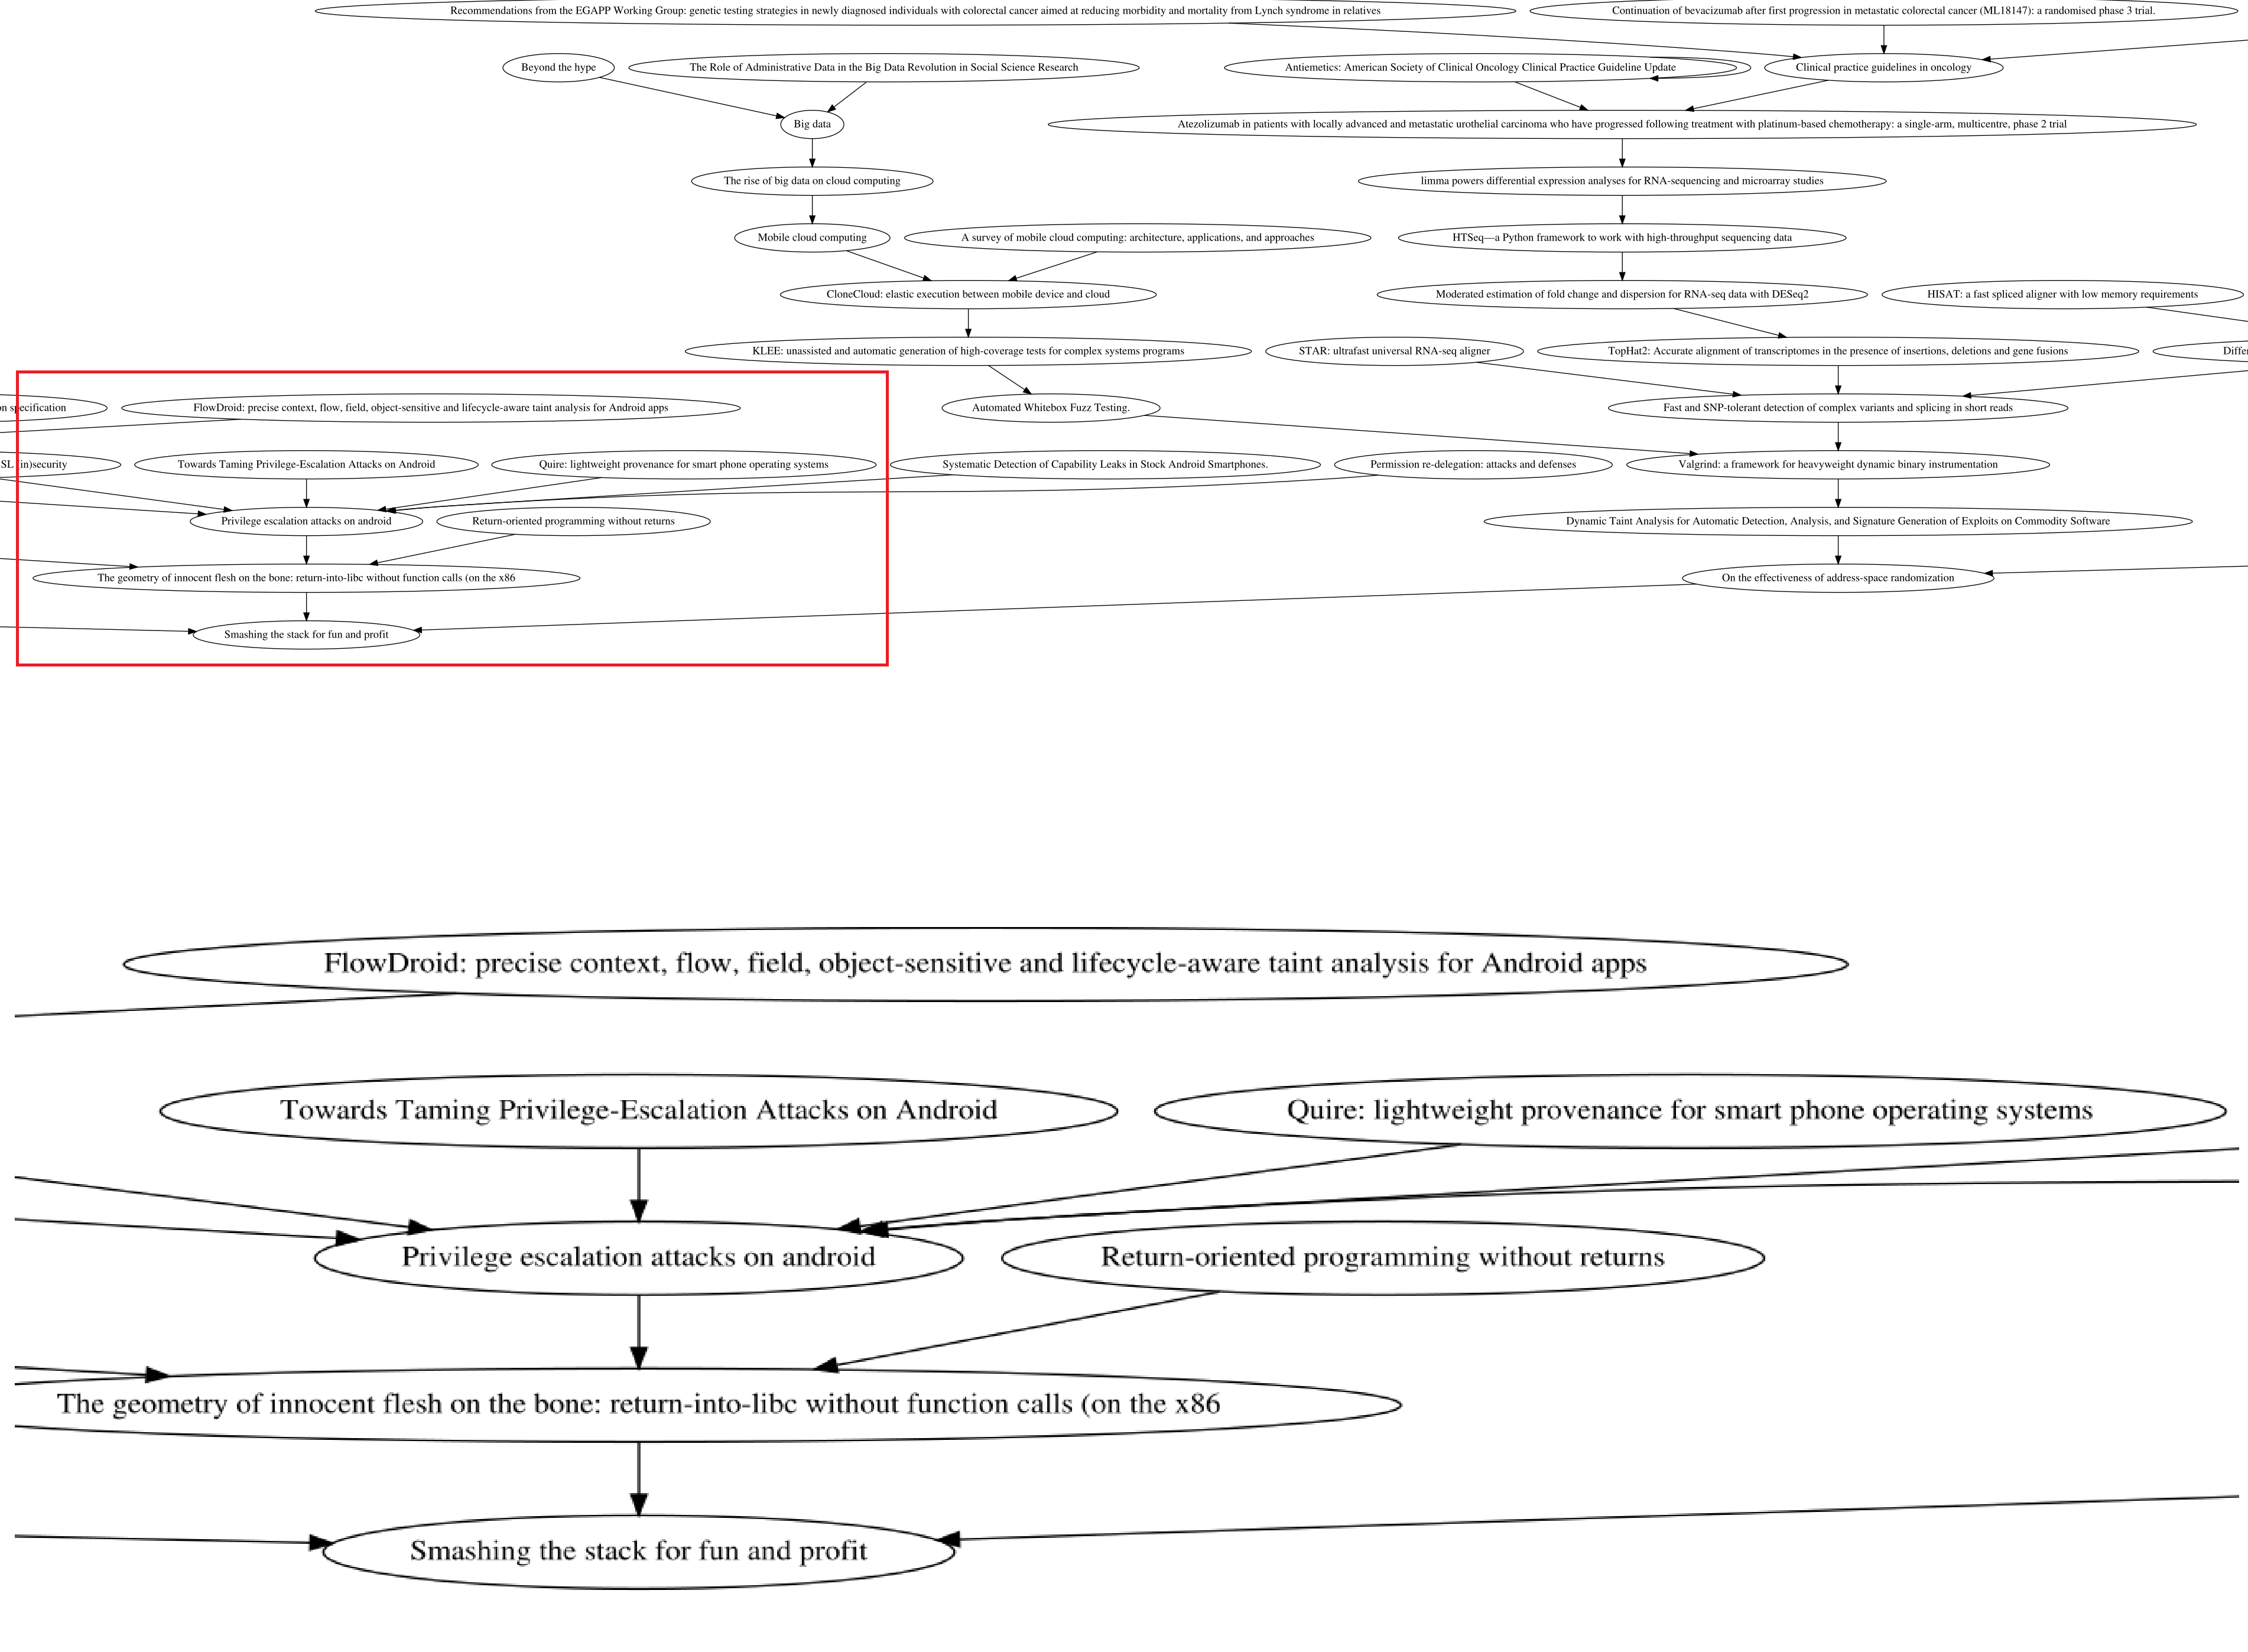 Recommendations from the EGAPP Working Group: genetic testing strategies in newly diagnosed individuals with colorectal cancer aimed at reducing morbidity and mortality from Lynch syndrome in relatives
Continuation of bevacizumab after first progression in metastatic colorectal cancer (ML18147): a randomised phase 3 trial.
Beyond the hype
The Role of Administrative Data in the Big Data Revolution in Social Science Research
Antiemetics: American Society of Clinical Oncology Clinical Practice Guideline Update
Clinical practice guidelines in oncology
Big data
Atezolizumab in patients with locally advanced and metastatic urothelial carcinoma who have progressed following treatment with platinum-based chemotherapy: a single-arm, multicentre, phase 2 trial
The rise of big data on cloud computing
limma powers differential expression analyses for RNA-sequencing and microarray studies
Mobile cloud computing
A survey of mobile cloud computing: architecture, applications, and approaches
HTSeq—a Python framework to work with high-throughput sequencing data
CloneCloud: elastic execution between mobile device and cloud
Moderated estimation of fold change and dispersion for RNA-seq data with DESeq2
HISAT: a fast spliced aligner with low memory requirements
KLEE: unassisted and automatic generation of high-coverage tests for complex systems programs
STAR: ultrafast universal RNA-seq aligner
TopHat2: Accurate alignment of transcriptomes in the presence of insertions, deletions and gene fusions
Differe
n specification
FlowDroid: precise context, flow, field, object-sensitive and lifecycle-aware taint analysis for Android apps
Automated Whitebox Fuzz Testing.
Fast and SNP-tolerant detection of complex variants and splicing in short reads
SL (in)security
Towards Taming Privilege-Escalation Attacks on Android
Quire: lightweight provenance for smart phone operating systems
Systematic Detection of Capability Leaks in Stock Android Smartphones.
Permission re-delegation: attacks and defenses
Valgrind: a framework for heavyweight dynamic binary instrumentation
Privilege escalation attacks on android
Return-oriented programming without returns
Dynamic Taint Analysis for Automatic Detection, Analysis, and Signature Generation of Exploits on Commodity Software
The geometry of innocent flesh on the bone: return-into-libc without function calls (on the x86
On the effectiveness of address-space randomization
Smashing the stack for fun and profit
FlowDroid: precise context, flow, field, object-sensitive and lifecycle-aware taint analysis for Android apps
Towards Taming Privilege-Escalation Attacks on Android
Quire: lightweight provenance for smart phone operating systems
Privilege escalation attacks on android
Return-oriented programming without returns
The geometry of innocent flesh on the bone: return-into-libc without function calls (on the x86
Smashing the stack for fun and profit